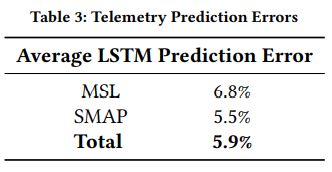 Table 3: Telemetry Prediction Errors
Average LSTM Prediction Error
MSL 6.8%
SMAP 5.5%
Total 5.9%